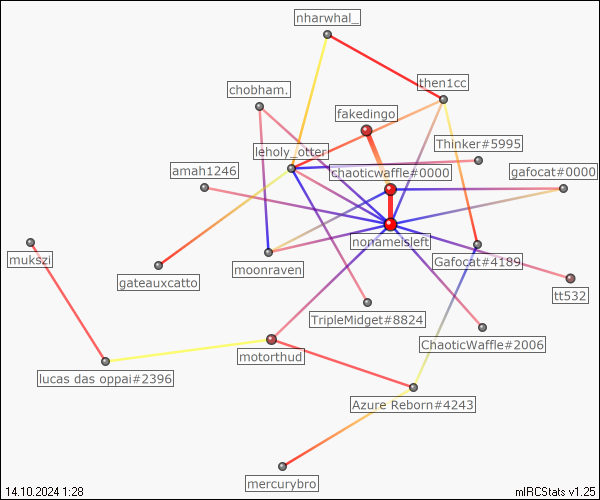 nharwhal_
then1cc
chobham.
fakedingo
Thinker#5995
leholy_otter
amah1246
chaoticwaffle#0000
gafocat#0000
nonameisleft
mukszi
moonraven
Gafocat#4189
gateauxcatto
tt532
TripleMidget#8824
ChaoticWaffle#2006
motorthud
lucas das oppai#2396
Azure Reborn#4243
mercurybro
14.10.2024 1:28
mIRCStats v1.25